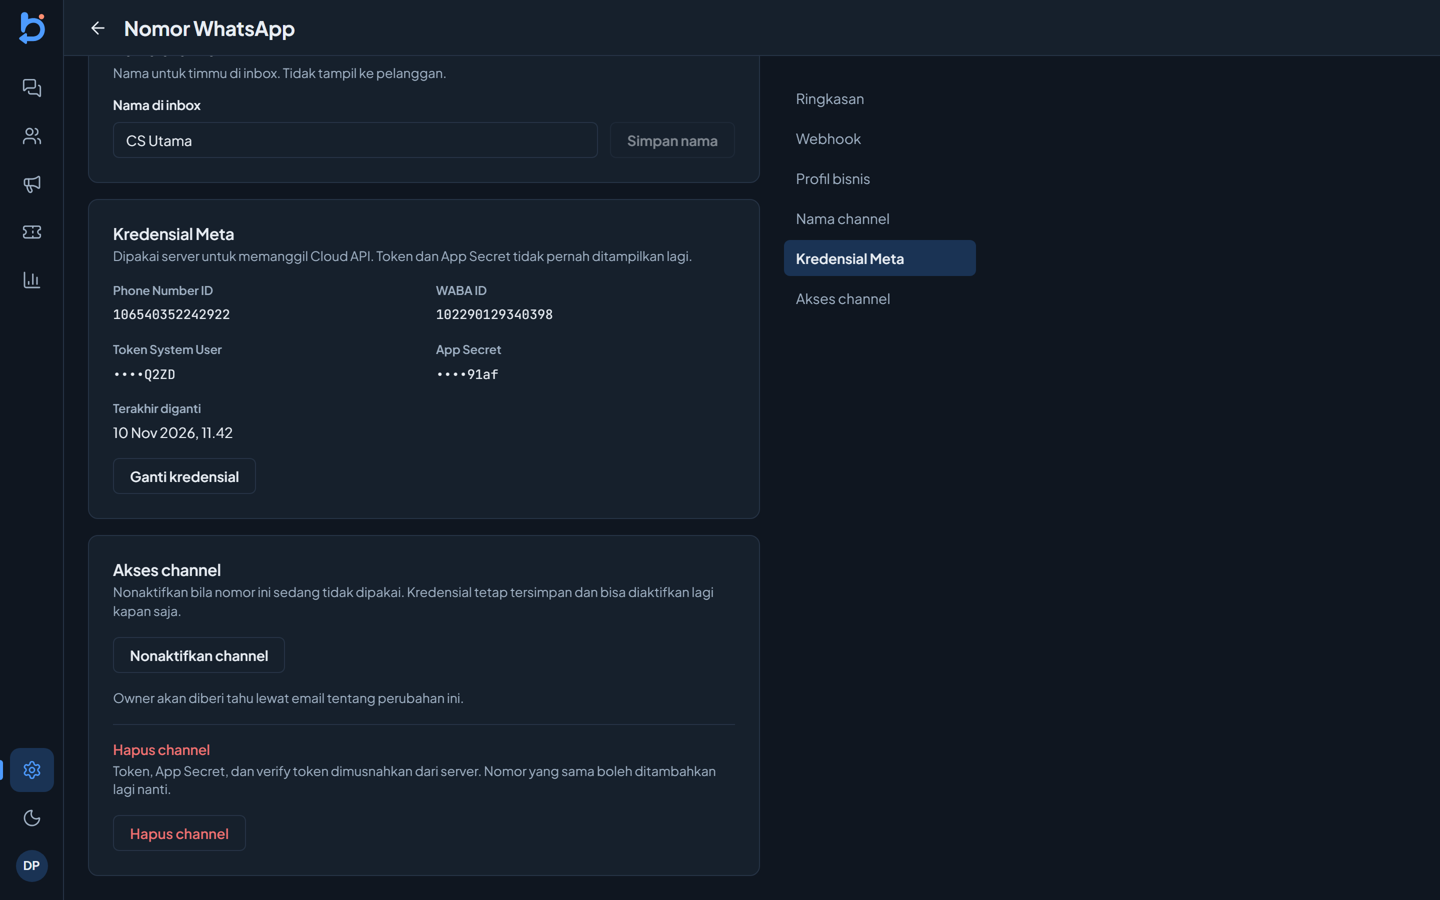 Nomor WhatsApp
Nama untuk timmu di inbox. Tidak tampil ke pelanggan.
Nama di inbox
CS Utama
Simpan nama
Kredensial Meta
Dipakai server untuk memanggil Cloud API. Token dan App Secret tidak pernah ditampilkan lagi.
Phone Number ID
WABA ID
106540352242922
102290129340398
Token System User
App Secret
••••Q2ZD
••••91af
Terakhir diganti
10 Nov 2026, 11.42
Ganti kredensial
Akses channel
Nonaktifkan bila nomor ini sedang tidak dipakai. Kredensial tetap tersimpan dan bisa diaktifkan lagi
kapan saja.
Nonaktifkan channel
Owner akan diberi tahu lewat email tentang perubahan ini.
Hapus channel
Token, App Secret, dan verify token dimusnahkan dari server. Nomor yang sama boleh ditambahkan
lagi nanti.
Hapus channel
Ringkasan
Webhook
Profil bisnis
Nama channel
Kredensial Meta
Akses channel
DP